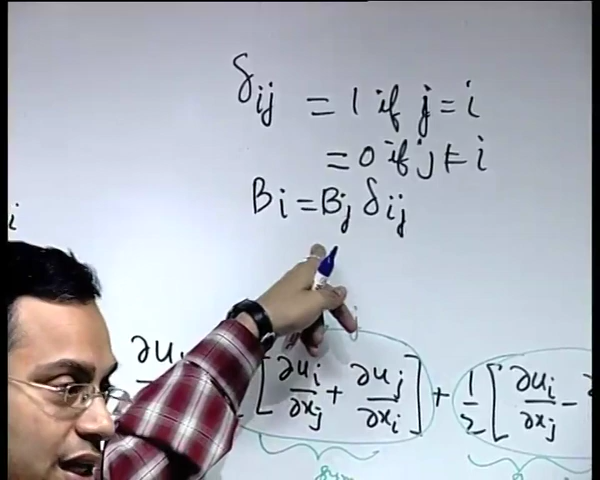 δij = 1 if j = i
= 0 if j ≠ i
Bi = Bj δij
i
∂ui [∂ui/∂xj + ∂uj/∂xi] + 1/2 [∂ui/∂xj −